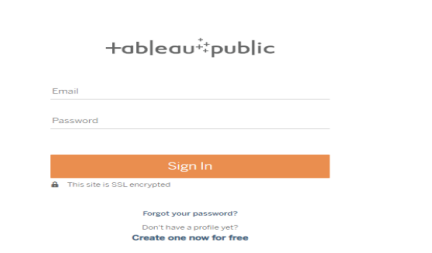 tableau public
Email
Password
Sign In
This site is SSL encrypted
Forgot your password?
Don't have a profile yet?
Create one now for free